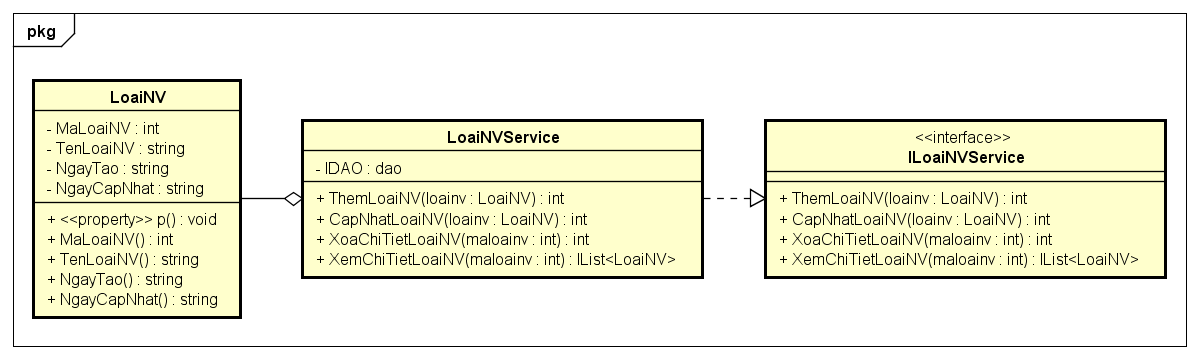 pkg
LoaiNV
- MaLoaiNV : int
- TenLoaiNV : string
- NgayTao : string
- NgayCapNhat : string
+ <<property>> p() : void
+ MaLoaiNV() : int
+ TenLoaiNV() : string
+ NgayTao() : string
+ NgayCapNhat() : string
LoaiNVService
- IDAO : dao
+ ThemLoaiNV(loainv : LoaiNV) : int
+ CapNhatLoaiNV(loainv : LoaiNV) : int
+ XoaChiTietLoaiNV(maloainv : int) : int
+ XemChiTietLoaiNV(maloainv : int) : IList<LoaiNV>
<<interface>>
ILoaiNVService
+ ThemLoaiNV(loainv : LoaiNV) : int
+ CapNhatLoaiNV(loainv : LoaiNV) : int
+ XoaChiTietLoaiNV(maloainv : int) : int
+ XemChiTietLoaiNV(maloainv : int) : IList<LoaiNV>